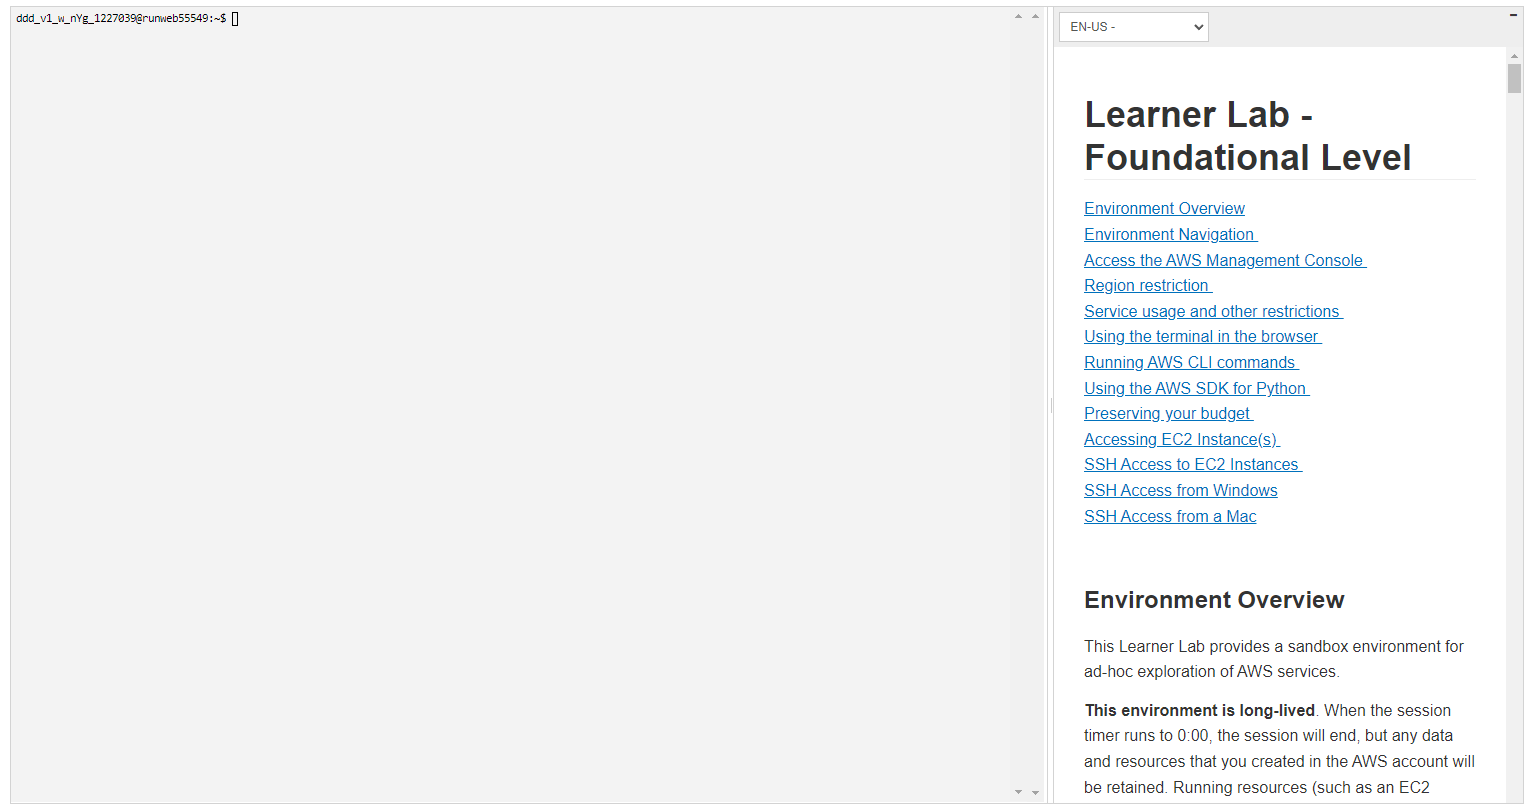 ddd_v1_w_nYg_1227039@runweb55549:~$
EN-US -
Learner Lab -
Foundational Level
Environment Overview
Environment Navigation
Access the AWS Management Console
Region restriction
Service usage and other restrictions
Using the terminal in the browser
Running AWS CLI commands
Using the AWS SDK for Python
Preserving your budget
Accessing EC2 Instance(s)
SSH Access to EC2 Instances
SSH Access from Windows
SSH Access from a Mac
Environment Overview
This Learner Lab provides a sandbox environment for
ad-hoc exploration of AWS services.
This environment is long-lived. When the session
timer runs to 0:00, the session will end, but any data
and resources that you created in the AWS account will
be retained. Running resources (such as an EC2